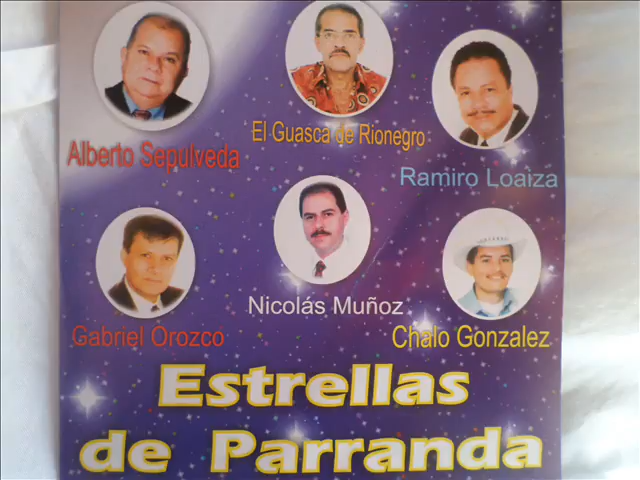 Alberto Sepulveda
El Guasca de Rionegro
Ramiro Loaiza
Gabriel Orozco
Nicolás Muñoz
Chalo Gonzalez
Estrellas
de Parranda